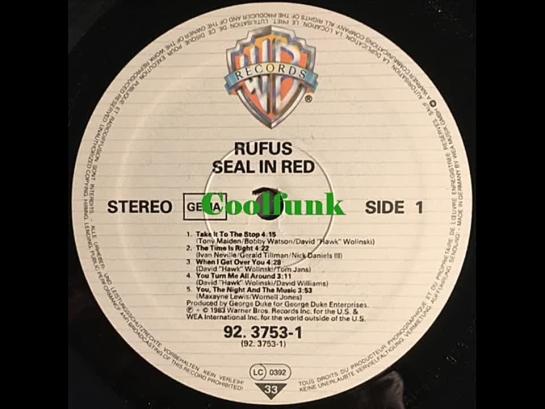 WB
RECORDS
®
RUFUS
SEAL IN RED
STEREO GEMA Coolfunk SIDE 1
1. Take It To The Stop 4:15
(Tony Maiden/Bobby Watson/David "Hawk" Wolinski)
2. The Time Is Right 4:22
(Ivan Neville/Gerald Tillman/Nick Daniels III)
3. When I Get Over You 4:28
(David "Hawk" Wolinski/Tom Jans)
4. You Turn Me All Around 3:11
(David "Hawk" Wolinski/David Williams)
5. You, The Night And The Music 3:53
(Maxayne Lewis/Wornell Jones)
Produced by George Duke for George Duke Enterprises.
℗ - © 1983 Warner Bros. Records Inc. for the U.S. &
WEA International Inc. for the world outside of the U.S.
92. 3753-1
(92. 3753-1)
LC 0392
33